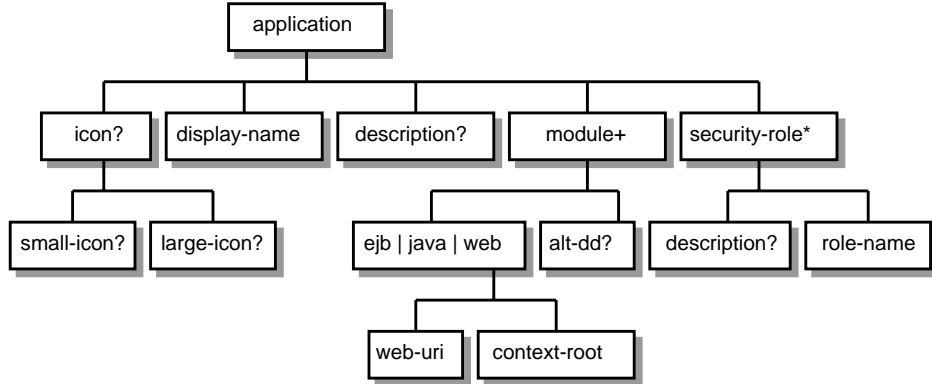 application
icon?
display-name
description?
module+
security-role*
small-icon?
large-icon?
ejb | java | web
alt-dd?
description?
role-name
web-uri
context-root